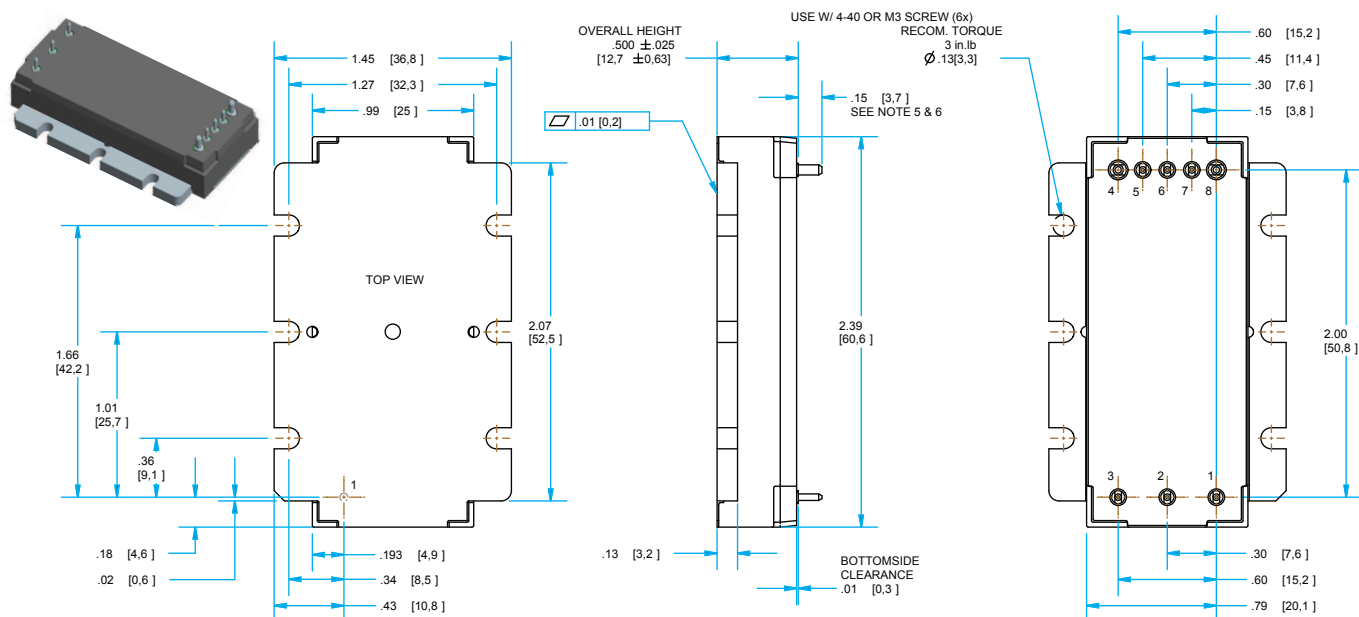 USE W/ 4-40 OR M3 SCREW (6x)
RECOM. TORQUE
3 in.lb
Ø .13[3,3]
OVERALL HEIGHT
.500 ±.025
[12,7 ±0,63]
1.45 [36,8 ]
1.27 [32,3 ]
.99 [25 ]
.01 [0,2]
.15 [3,7 ]
SEE NOTE 5 & 6
.60 [15,2]
.45 [11,4]
.30 [7,6]
.15 [3,8]
4
5
6
7
8
TOP VIEW
1.66
[42,2 ]
1.01
[25,7 ]
.36
[9,1 ]
2.07
[52,5 ]
2.39
[60,6 ]
2.00
[50,8 ]
1
3
2
1
.18 [4,6 ]
.02 [0,6 ]
.193 [4,9 ]
.34 [8,5 ]
.43 [10,8 ]
.13 [3,2 ]
BOTTOMSIDE
CLEARANCE
.01 [0,3 ]
.30 [7,6 ]
.60 [15,2 ]
.79 [20,1 ]